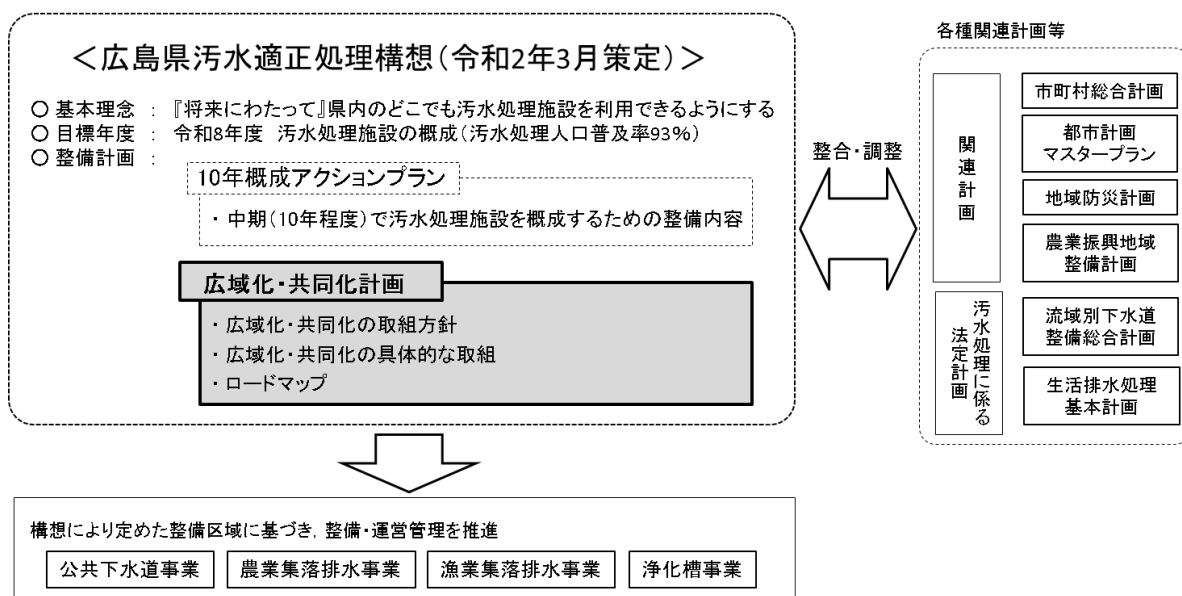 <広島県汚水適正処理構想(令和2年3月策定)>
○ 基本理念 : 『将来にわたって』県内のどこでも汚水処理施設を利用できるようにする
○ 目標年度 : 令和8年度 汚水処理施設の概成(汚水処理人口普及率93%)
○ 整備計画 :
10年概成アクションプラン
・中期(10年程度)で汚水処理施設を概成するための整備内容
広域化・共同化計画
・広域化・共同化の取組方針
・広域化・共同化の具体的な取組
・ロードマップ
整合・調整
各種関連計画等
関連計画
市町村総合計画
都市計画
マスタープラン
地域防災計画
農業振興地域
整備計画
汚水処理に係る
法定計画
流域別下水道
整備総合計画
生活排水処理
基本計画
構想により定めた整備区域に基づき,整備・運営管理を推進
公共下水道事業
農業集落排水事業
漁業集落排水事業
浄化槽事業